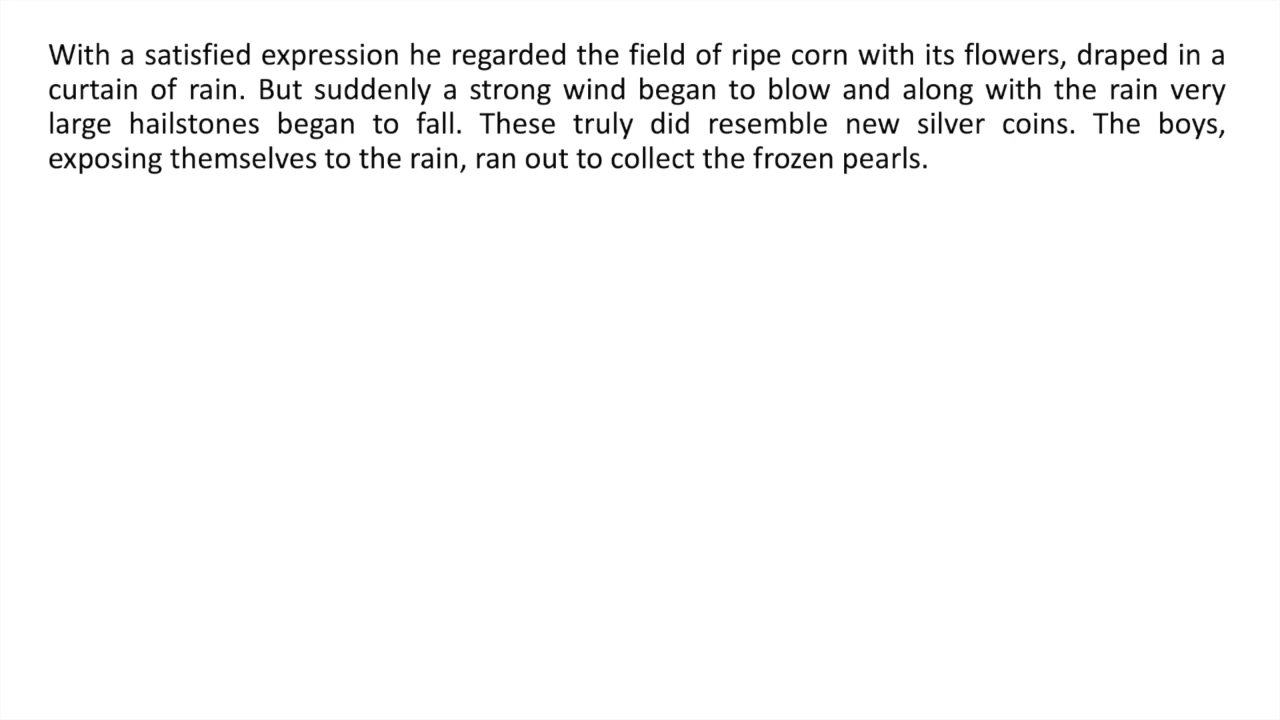 With a satisfied expression he regarded the field of ripe corn with its flowers, draped in a
curtain of rain. But suddenly a strong wind began to blow and along with the rain very
large hailstones began to fall. These truly did resemble new silver coins. The boys,
exposing themselves to the rain, ran out to collect the frozen pearls.